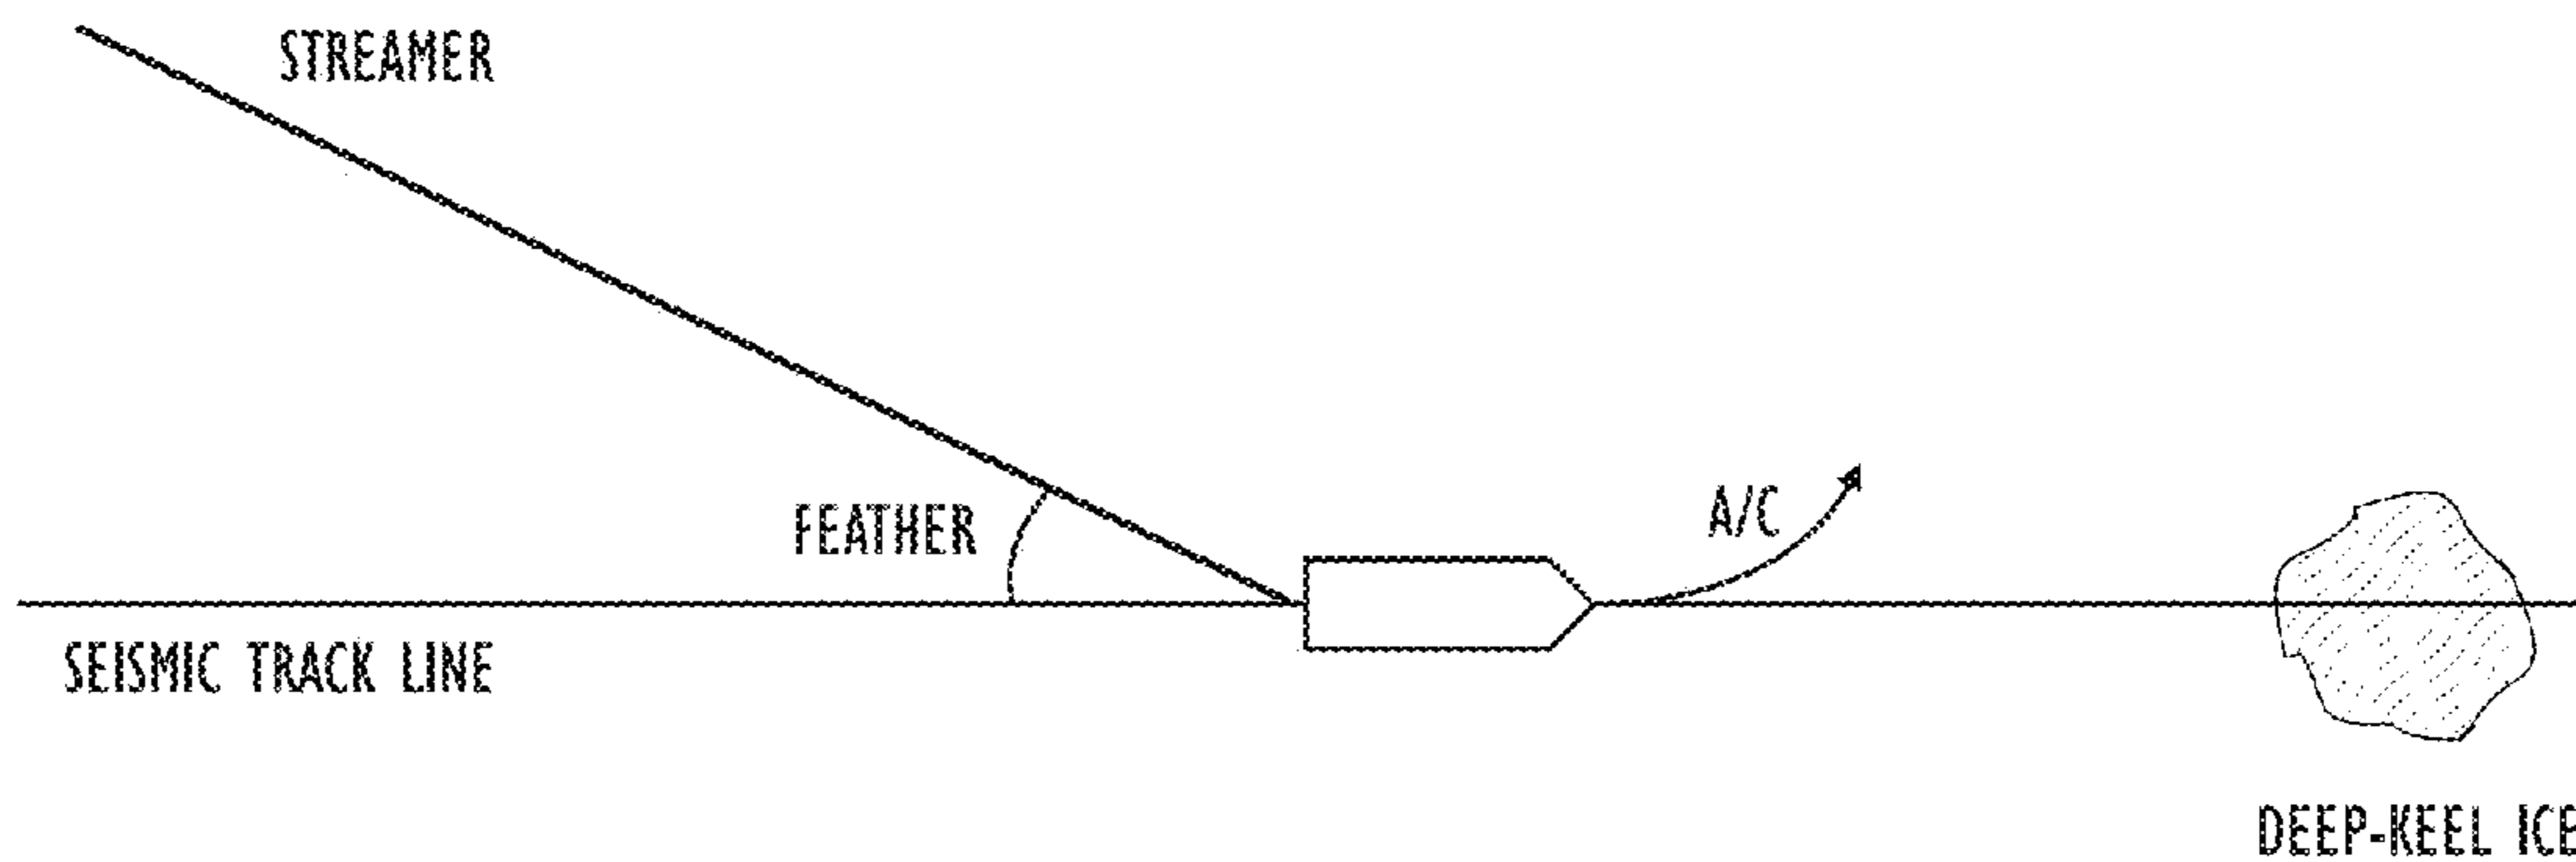 STREAMER
FEATHER
A/C
SEISMIC TRACK LINE
DEEP-KEEL ICE